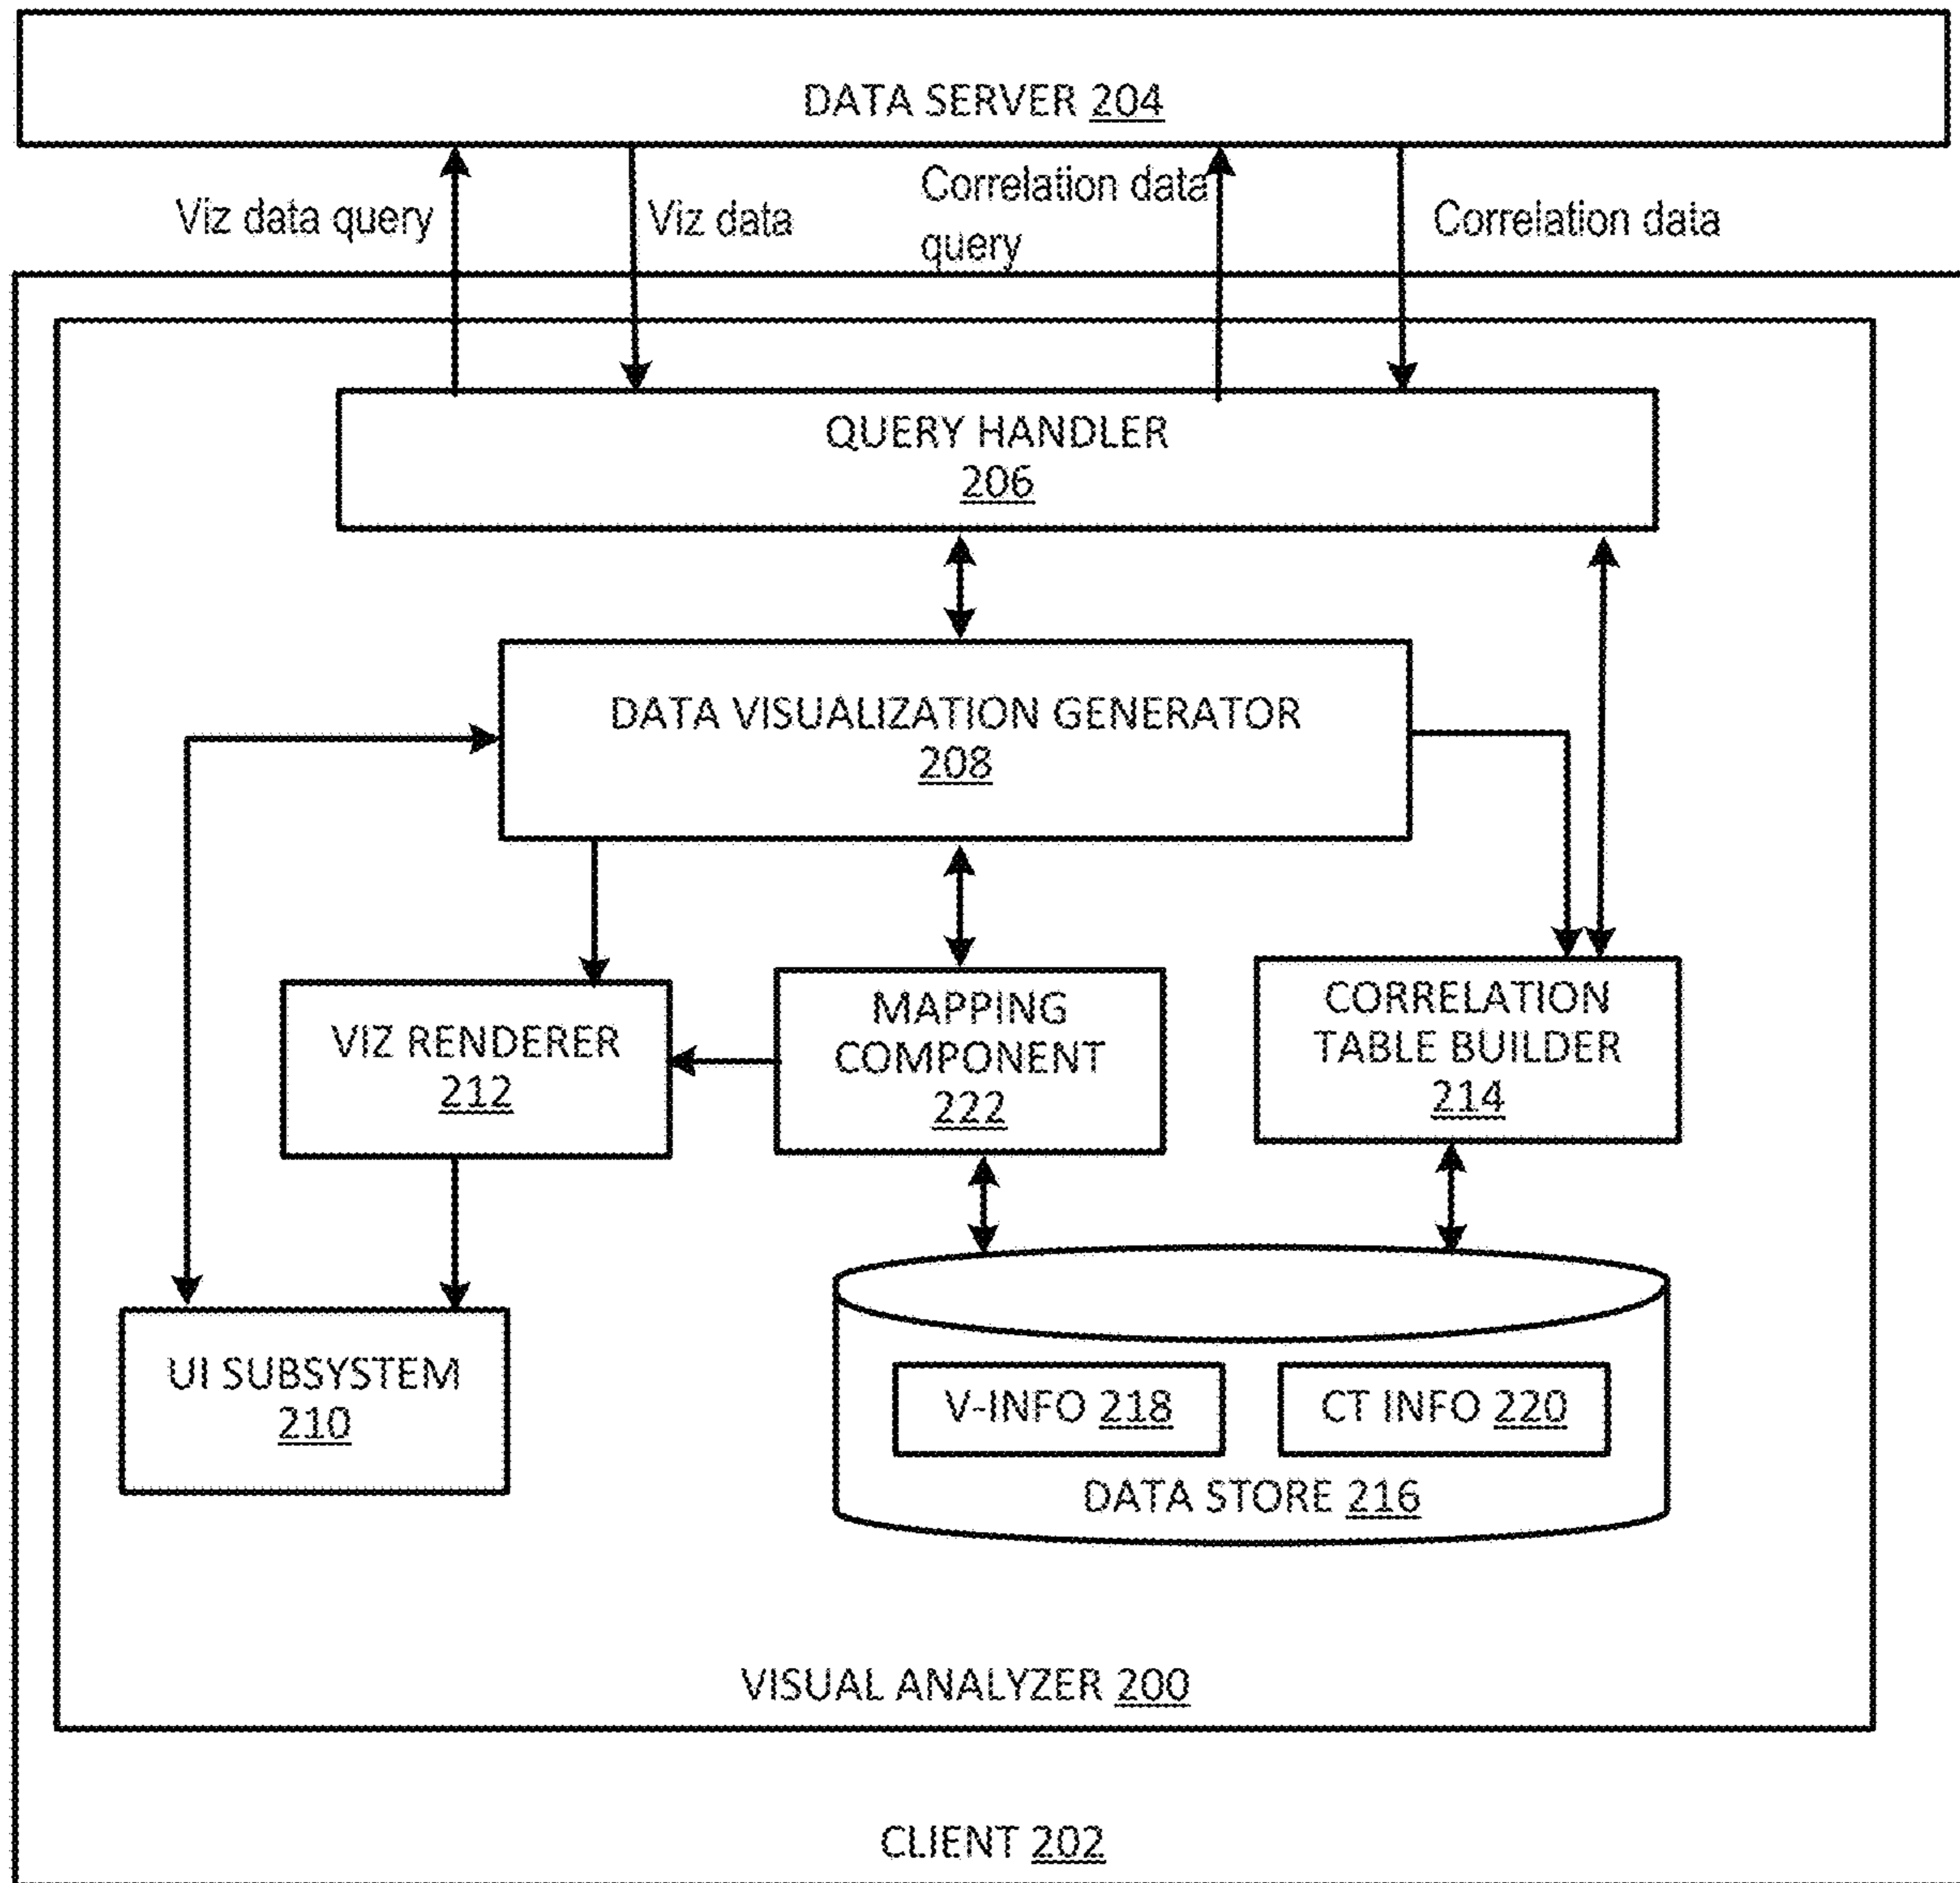 DATA SERVER 204
Viz data query
Viz data
Correlation data
query
Correlation data
QUERY HANDLER
206
DATA VISUALIZATION GENERATOR
208
VIZ RENDERER
212
MAPPING
COMPONENT
222
CORRELATION
TABLE BUILDER
214
UI SUBSYSTEM
210
V-INFO 218
CT INFO 220
DATA STORE 216
VISUAL ANALYZER 200
CLIENT 202